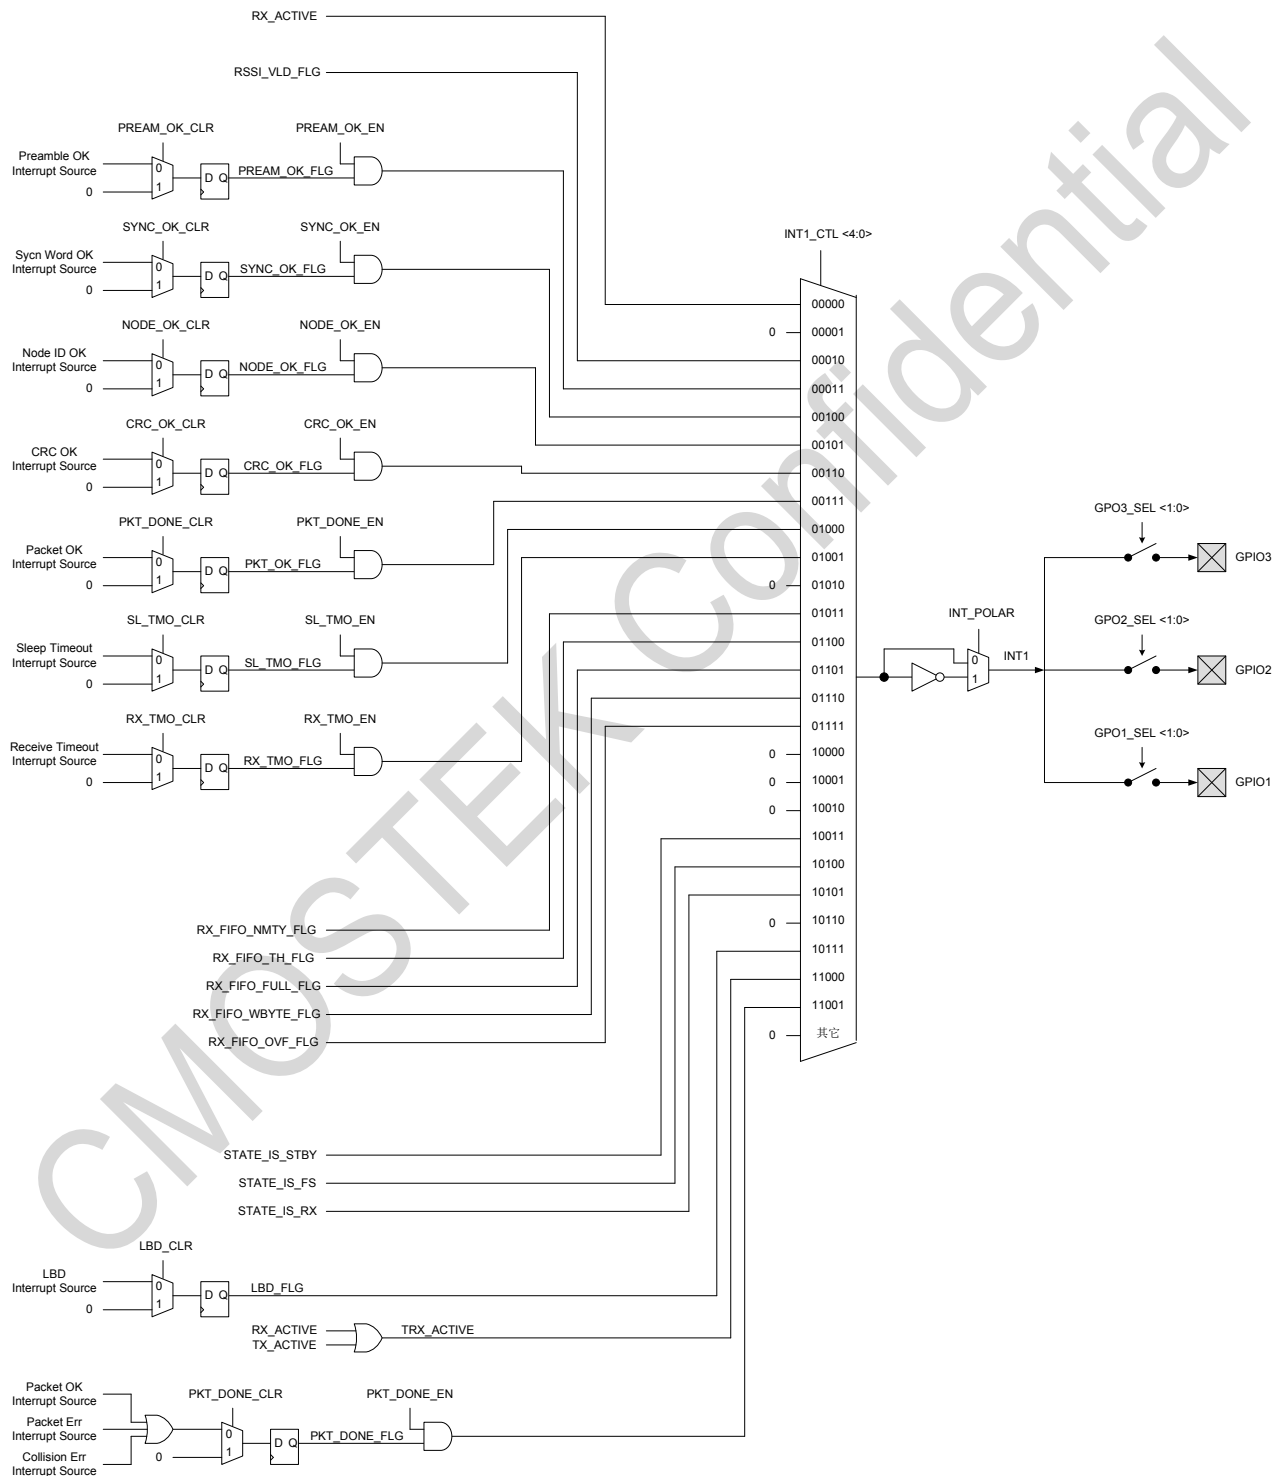 RX_ACTIVE
RSSI_VLD_FLG
PREAM_OK_CLR
PREAM_OK_EN
Preamble OK
Interrupt Source
0
0
1
D Q
PREAM_OK_FLG
SYNC_OK_CLR
SYNC_OK_EN
Sycn Word OK
Interrupt Source
0
0
1
D Q
SYNC_OK_FLG
NODE_OK_CLR
NODE_OK_EN
Node ID OK
Interrupt Source
0
0
1
D Q
NODE_OK_FLG
CRC_OK_CLR
CRC_OK_EN
CRC OK
Interrupt Source
0
0
1
D Q
CRC_OK_FLG
PKT_DONE_CLR
PKT_DONE_EN
Packet OK
Interrupt Source
0
0
1
D Q
PKT_OK_FLG
SL_TMO_CLR
SL_TMO_EN
Sleep Timeout
Interrupt Source
0
0
1
D Q
SL_TMO_FLG
RX_TMO_CLR
RX_TMO_EN
Receive Timeout
Interrupt Source
0
0
1
D Q
RX_TMO_FLG
RX_FIFO_NMTY_FLG
RX_FIFO_TH_FLG
RX_FIFO_FULL_FLG
RX_FIFO_WBYTE_FLG
RX_FIFO_OVF_FLG
STATE_IS_STBY
STATE_IS_FS
STATE_IS_RX
LBD_CLR
LBD
Interrupt Source
0
0
1
D Q
LBD_FLG
RX_ACTIVE
TX_ACTIVE
TRX_ACTIVE
Packet OK
Interrupt Source
Packet Err
Interrupt Source
Collision Err
Interrupt Source
PKT_DONE_CLR
PKT_DONE_EN
0
0
1
D Q
PKT_DONE_FLG
INT1_CTL <4:0>
00000
0 00001
00010
00011
00100
00101
00110
00111
01000
01001
0 01010
01011
01100
01101
01110
01111
0 10000
0 10001
0 10010
10011
10100
10101
0 10110
10111
11000
11001
0 其它
INT_POLAR
0
1
INT1
GPO3_SEL <1:0>
GPIO3
GPO2_SEL <1:0>
GPIO2
GPO1_SEL <1:0>
GPIO1
CMOSTEK Confidential